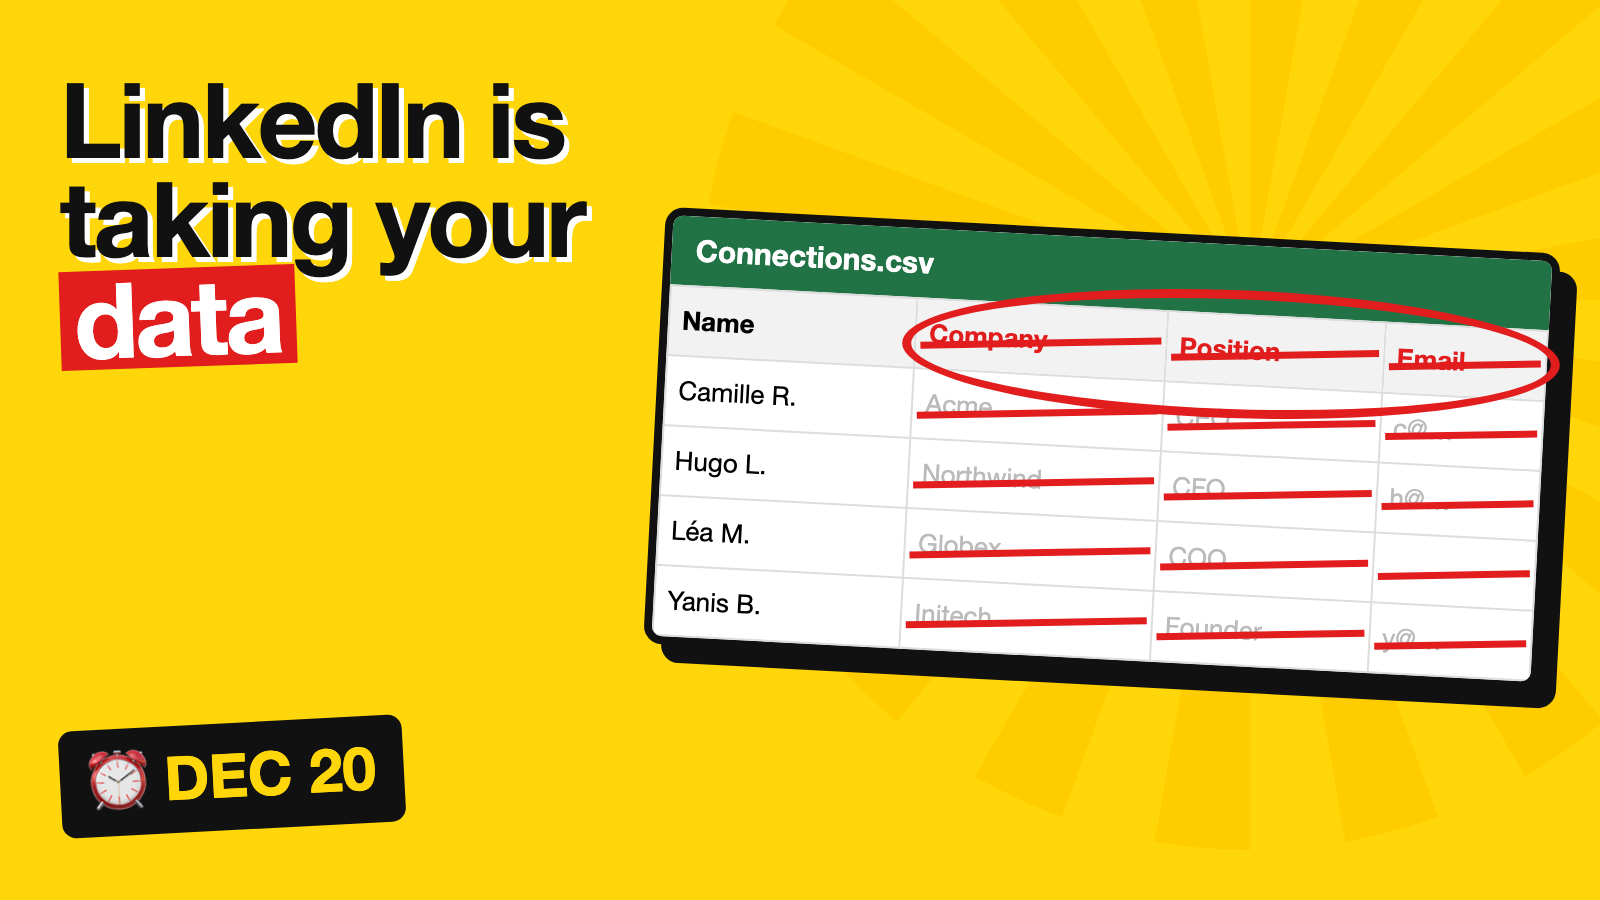 LinkedIn is
taking your
data
Connections.csv
Name Company Position Email
Camille R. Acme CEO c@...
Hugo L. Northwind CFO h@...
Léa M. Globex COO
Yanis B. Initech Founder y@...
DEC 20